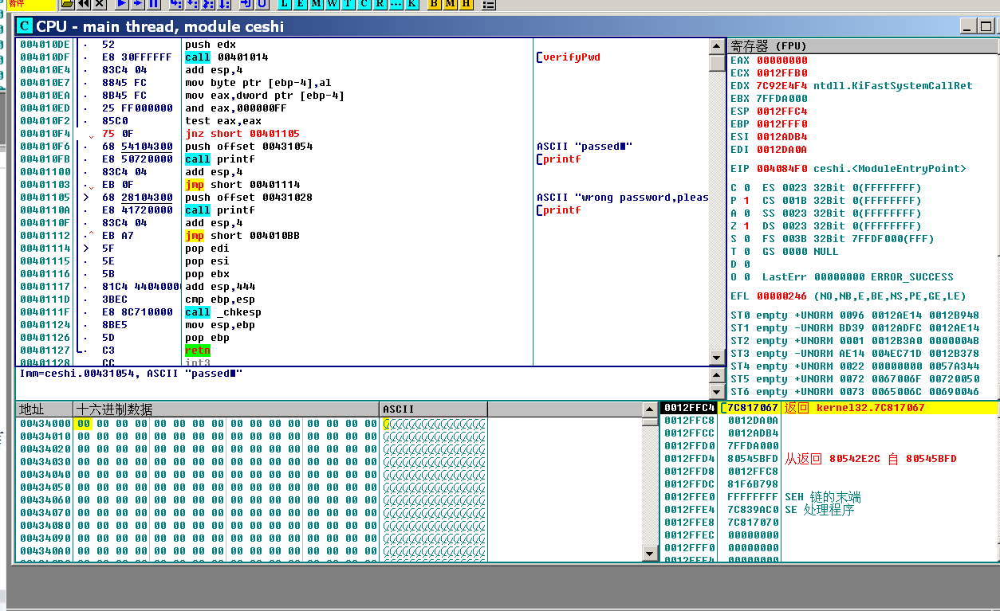 暂停
L E M W T C R ... K B M H
C CPU - main thread, module ceshi
004010DE . 52 push edx
004010DF . E8 30FFFFFF call 00401014 [verifyPwd
004010E4 . 83C4 04 add esp,4
004010E7 . 8845 FC mov byte ptr [ebp-4],al
004010EA . 8B45 FC mov eax,dword ptr [ebp-4]
004010ED . 25 FF000000 and eax,000000FF
004010F2 . 85C0 test eax,eax
004010F4 75 0F jnz short 00401105
004010F6 . 68 54104300 push offset 00431054 ASCII "passed■"
004010FB . E8 50720000 call printf [printf
00401100 . 83C4 04 add esp,4
00401103 . EB 0F jmp short 00401114
00401105 > 68 28104300 push offset 00431028 ASCII "wrong password,pleas
0040110A . E8 41720000 call printf [printf
0040110F . 83C4 04 add esp,4
00401112 .^ EB A7 jmp short 004010BB
00401114 > 5F pop edi
00401115 . 5E pop esi
00401116 . 5B pop ebx
00401117 . 81C4 44040000 add esp,444
0040111D . 3BEC cmp ebp,esp
0040111F . E8 8C710000 call _chkesp
00401124 . 8BE5 mov esp,ebp
00401126 . 5D pop ebp
00401127 . C3 retn
00401128 CC int3
Imm=ceshi.00431054, ASCII "passed■"
寄存器 (FPU)
EAX 00000000
ECX 0012FFB0
EDX 7C92E4F4 ntdll.KiFastSystemCallRet
EBX 7FFDA000
ESP 0012FFC4
EBP 0012FFF0
ESI 0012ADB4
EDI 0012DA0A
EIP 004084F0 ceshi.<ModuleEntryPoint>
C 0 ES 0023 32Bit 0(FFFFFFFF)
P 1 CS 001B 32Bit 0(FFFFFFFF)
A 0 SS 0023 32Bit 0(FFFFFFFF)
Z 1 DS 0023 32Bit 0(FFFFFFFF)
S 0 FS 003B 32Bit 7FFDF000(FFF)
T 0 GS 0000 NULL
D 0
O 0 LastErr 00000000 ERROR_SUCCESS
EFL 00000246 (NO,NB,E,BE,NS,PE,GE,LE)
ST0 empty +UNORM 0096 0012AE14 0012B948
ST1 empty -UNORM BD39 0012ADFC 0012AE14
ST2 empty +UNORM 0001 0012B3A0 0000004B
ST3 empty -UNORM AE14 004EC71D 0012B378
ST4 empty +UNORM 0022 00000000 0057A344
ST5 empty +UNORM 0072 0067006F 00720050
ST6 empty +UNORM 0073 0065006C 00690046
地址 十六进制数据 ASCII
00434000 00 00 00 00 00 00 00 00 00 00 00 00 00 00 00 00
00434010 00 00 00 00 00 00 00 00 00 00 00 00 00 00 00 00
00434020 00 00 00 00 00 00 00 00 00 00 00 00 00 00 00 00
00434030 00 00 00 00 00 00 00 00 00 00 00 00 00 00 00 00
00434040 00 00 00 00 00 00 00 00 00 00 00 00 00 00 00 00
00434050 00 00 00 00 00 00 00 00 00 00 00 00 00 00 00 00
00434060 00 00 00 00 00 00 00 00 00 00 00 00 00 00 00 00
00434070 00 00 00 00 00 00 00 00 00 00 00 00 00 00 00 00
00434080 00 00 00 00 00 00 00 00 00 00 00 00 00 00 00 00
00434090 00 00 00 00 00 00 00 00 00 00 00 00 00 00 00 00
004340A0 00 00 00 00 00 00 00 00 00 00 00 00 00 00 00 00
0012FFC4 [7C817067 返回 kernel32.7C817067
0012FFC8 0012DA0A
0012FFCC 0012ADB4
0012FFD0 7FFDA000
0012FFD4 80545BFD 从返回 80542E2C 自 80545BFD
0012FFD8 0012FFC8
0012FFDC 81F6B798
0012FFE0 FFFFFFFF SEH 链的末端
0012FFE4 7C839AC0 SE 处理程序
0012FFE8 7C817070
0012FFEC 00000000
0012FFF0 00000000
0012FFF4 00000000